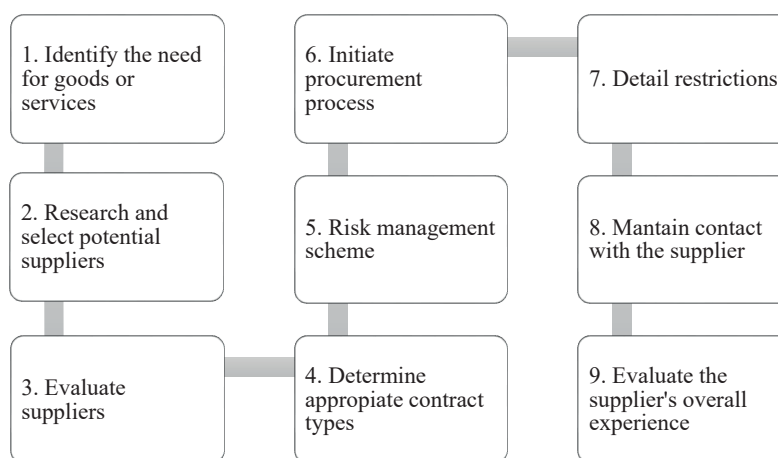 1. Identify the need
for goods or
services
2. Research and
select potential
suppliers
3. Evaluate
suppliers
4. Determine
appropiate contract
types
5. Risk management
scheme
6. Initiate
procurement
process
7. Detail restrictions
8. Mantain contact
with the supplier
9. Evaluate the
supplier's overall
experience